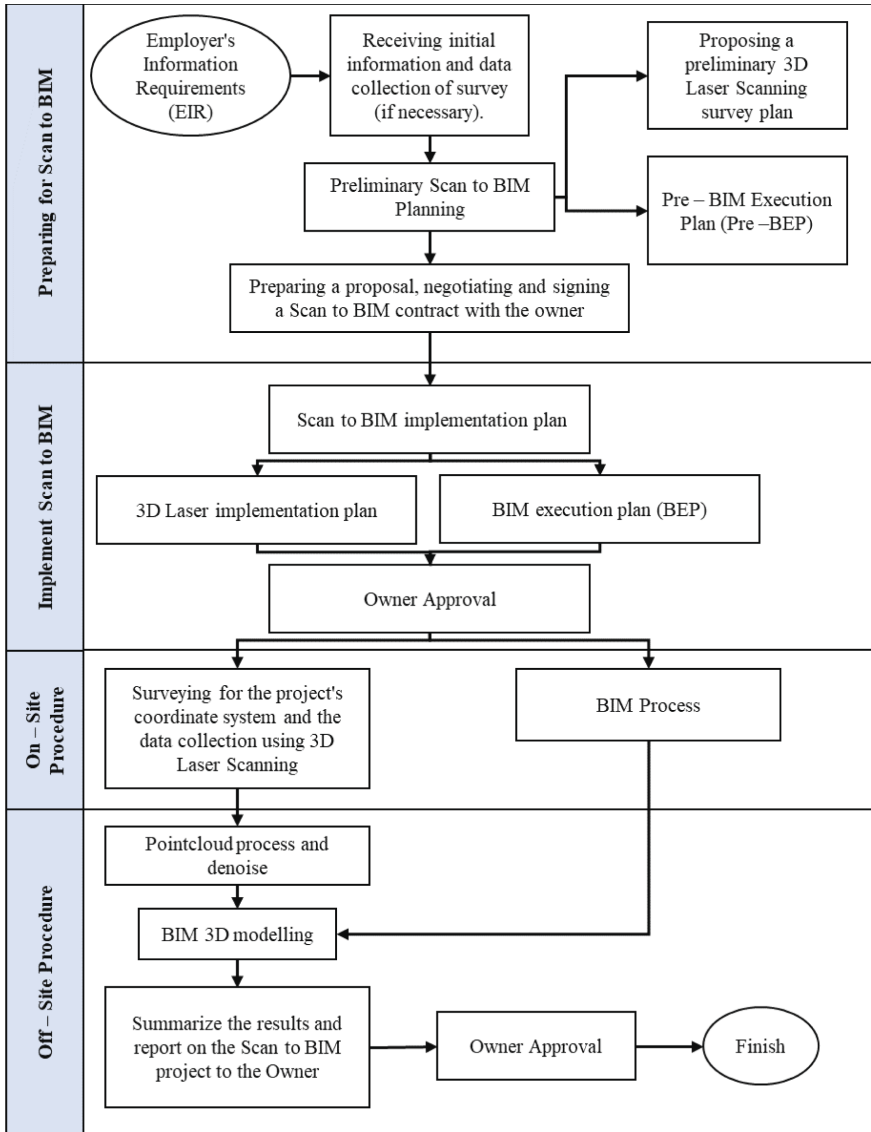 Preparing for Scan to BIM
Employer's
Information
Requirements
(EIR)
Receiving initial
information and data
collection of survey
(if necessary).
Proposing a
preliminary 3D
Laser Scanning
survey plan
Preliminary Scan to BIM
Planning
Pre – BIM Execution
Plan (Pre –BEP)
Preparing a proposal, negotiating and signing
a Scan to BIM contract with the owner
Implement Scan to BIM
Scan to BIM implementation plan
3D Laser implementation plan
BIM execution plan (BEP)
Owner Approval
On – Site
Procedure
Surveying for the project's
coordinate system and the
data collection using 3D
Laser Scanning
BIM Process
Off – Site Procedure
Pointcloud process and
denoise
BIM 3D modelling
Summarize the results and
report on the Scan to BIM
project to the Owner
Owner Approval
Finish